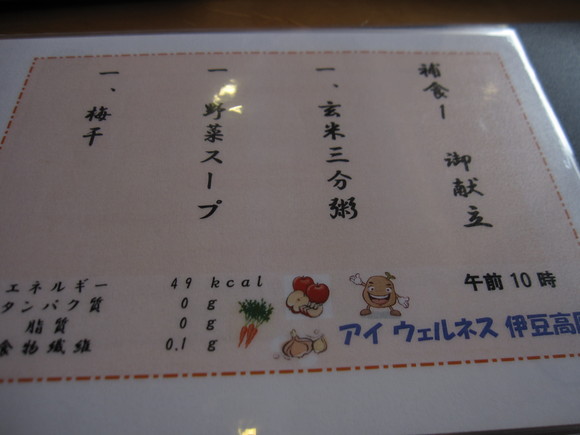 補食1 御献立
一、玄米三分粥
一 野菜スープ
一、梅干
エネルギー 49 kcal
タンパク質 0 g
脂質 0 g
食物繊維 0.1 g
午前10時
アイ ウェルネス 伊豆高